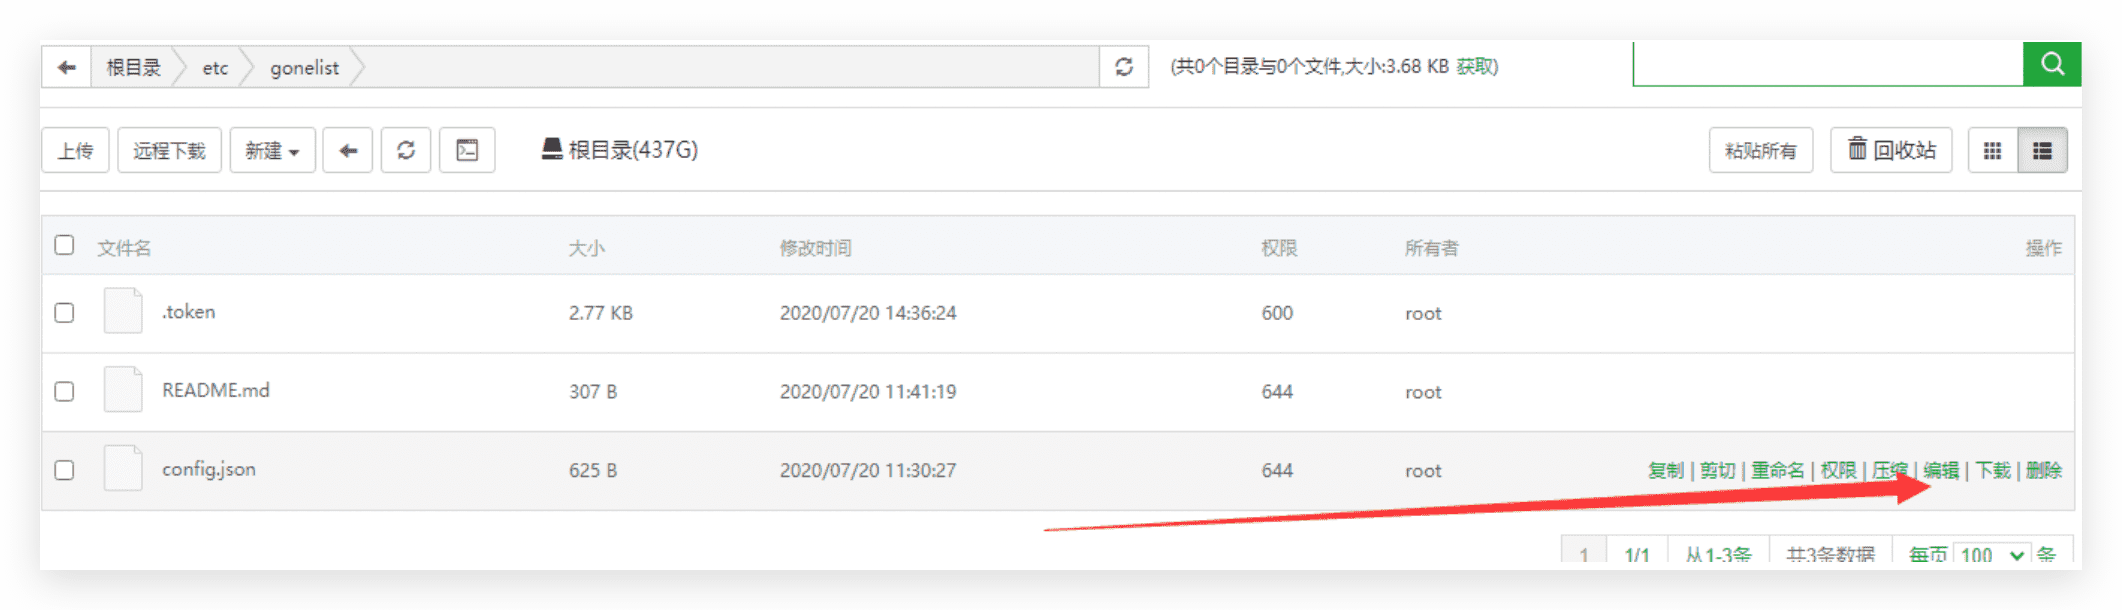 根目录 etc gonelist (共0个目录与0个文件,大小:3.68 KB 获取)
上传 远程下载 新建 根目录(437G) 粘贴所有 回收站
文件名 大小 修改时间 权限 所有者 操作
.token 2.77 KB 2020/07/20 14:36:24 600 root
README.md 307 B 2020/07/20 11:41:19 644 root
config.json 625 B 2020/07/20 11:30:27 644 root 复制 | 剪切 | 重命名 | 权限 | 压缩 | 编辑 | 下载 | 删除
1 1/1 从1-3条 共3条数据 每页 100 条